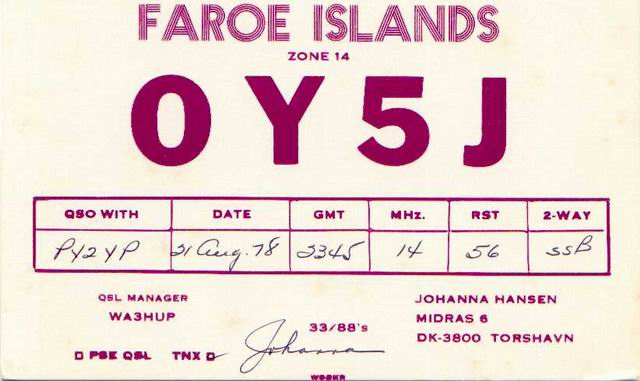 FAROE ISLANDS
ZONE 14
OY5J
QSO WITH DATE GMT MHz. RST 2-WAY
PY2YP 21 Aug. 78 2345 14 56 SSB
QSL MANAGER
WA3HUP
JOHANNA HANSEN
MIDRAS 6
DK-3800 TORSHAVN
33/88's
PSE QSL TNX
Johanna